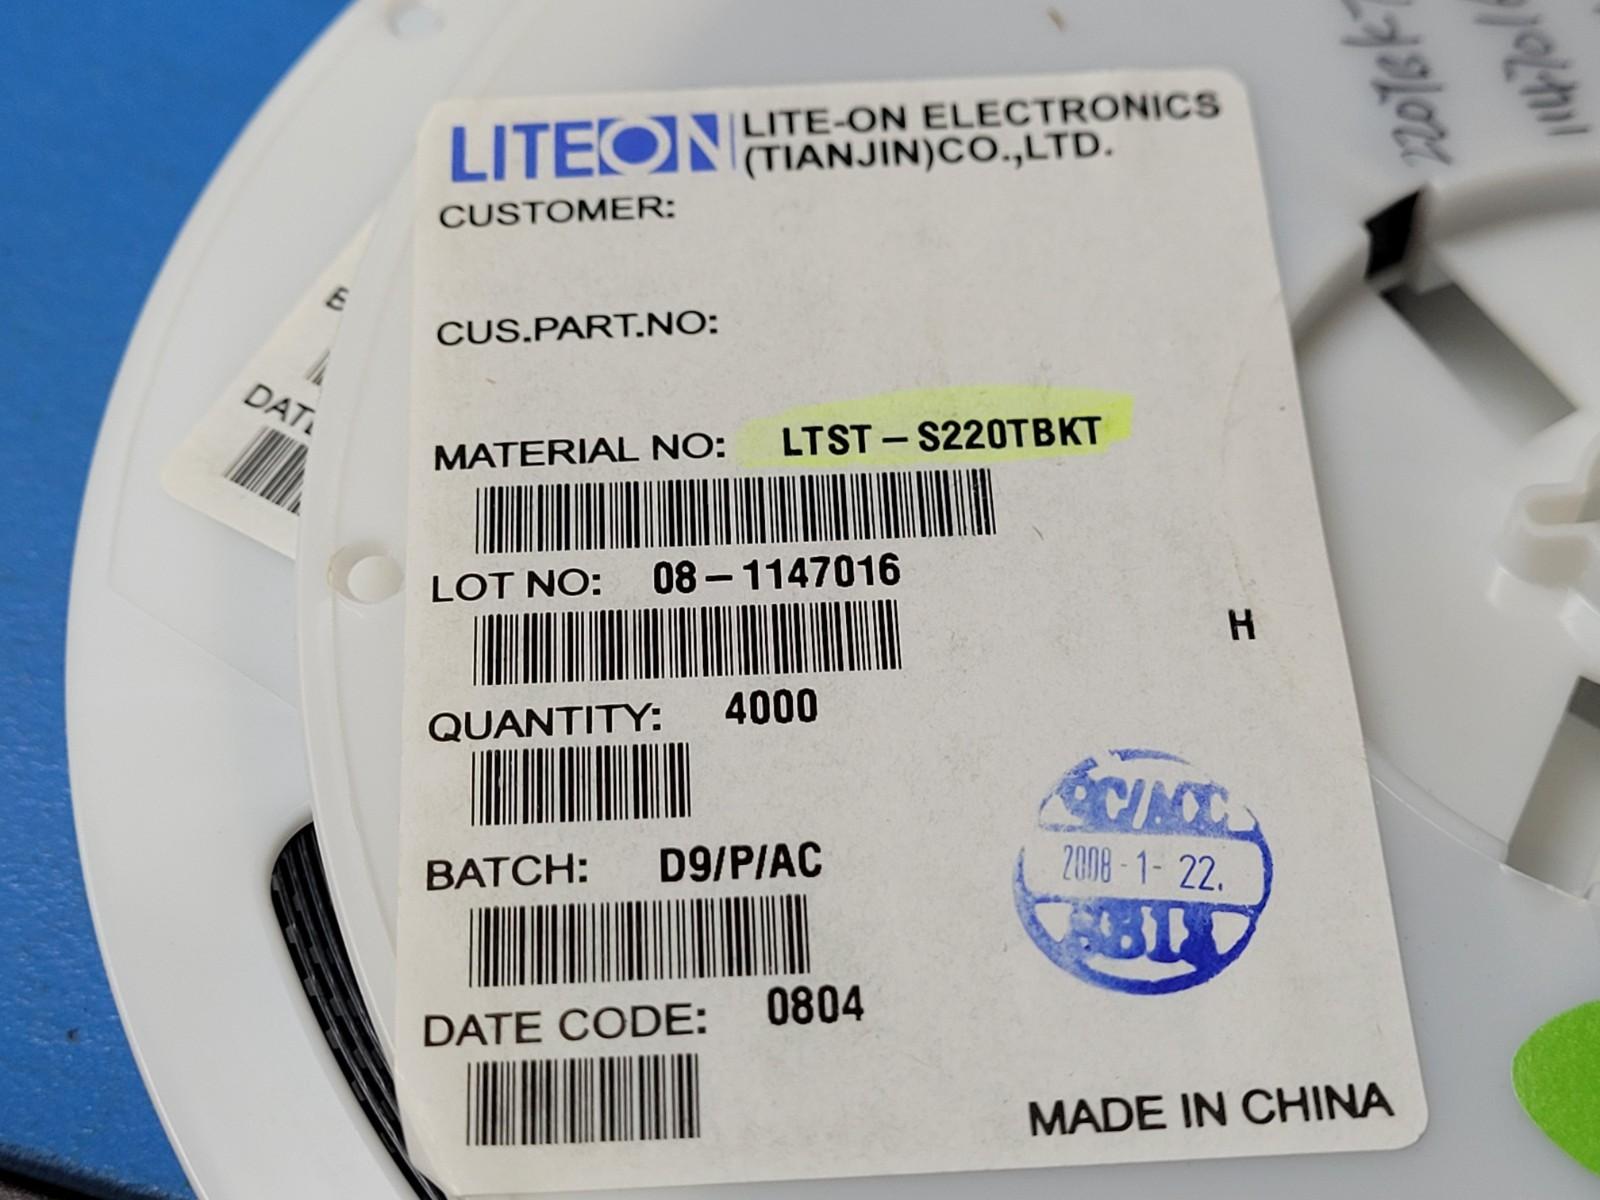 LITEON
LITE-ON ELECTRONICS
(TIANJIN)CO.,LTD.
CUSTOMER:
CUS.PART.NO:
MATERIAL NO: LTST-S220TBKT
LOT NO: 08-1147016
H
QUANTITY: 4000
BATCH: D9/P/AC
2008-1-22.
DATE CODE: 0804
MADE IN CHINA